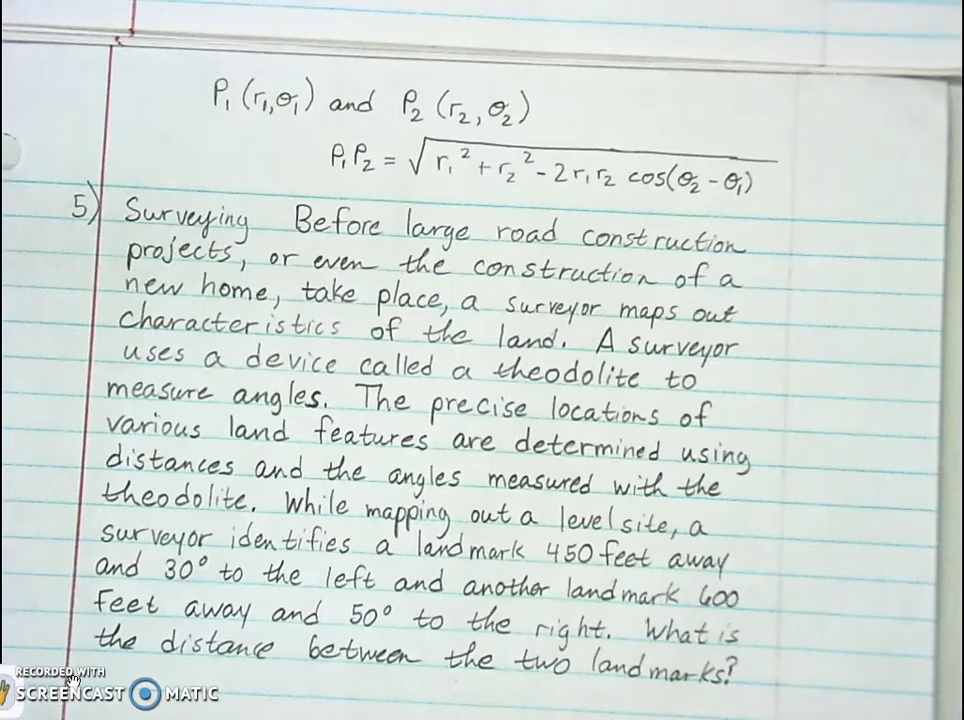 P₁ (r₁,θ₁) and P₂ (r₂, θ₂)
P₁P₂ = √r₁² + r₂² - 2r₁r₂ cos(θ₂ - θ₁)
5) Surveying Before large road construction
projects, or even the construction of a
new home, take place, a surveyor maps out
characteristics of the land. A surveyor
uses a device called a theodolite to
measure angles. The precise locations of
various land features are determined using
distances and the angles measured with the
theodolite. While mapping out a level site, a
surveyor identifies a landmark 450 feet away
and 30° to the left and another landmark 600
feet away and 50° to the right. What is
the distance between the two landmarks?
RECORDED WITH
SCREENCAST MATIC